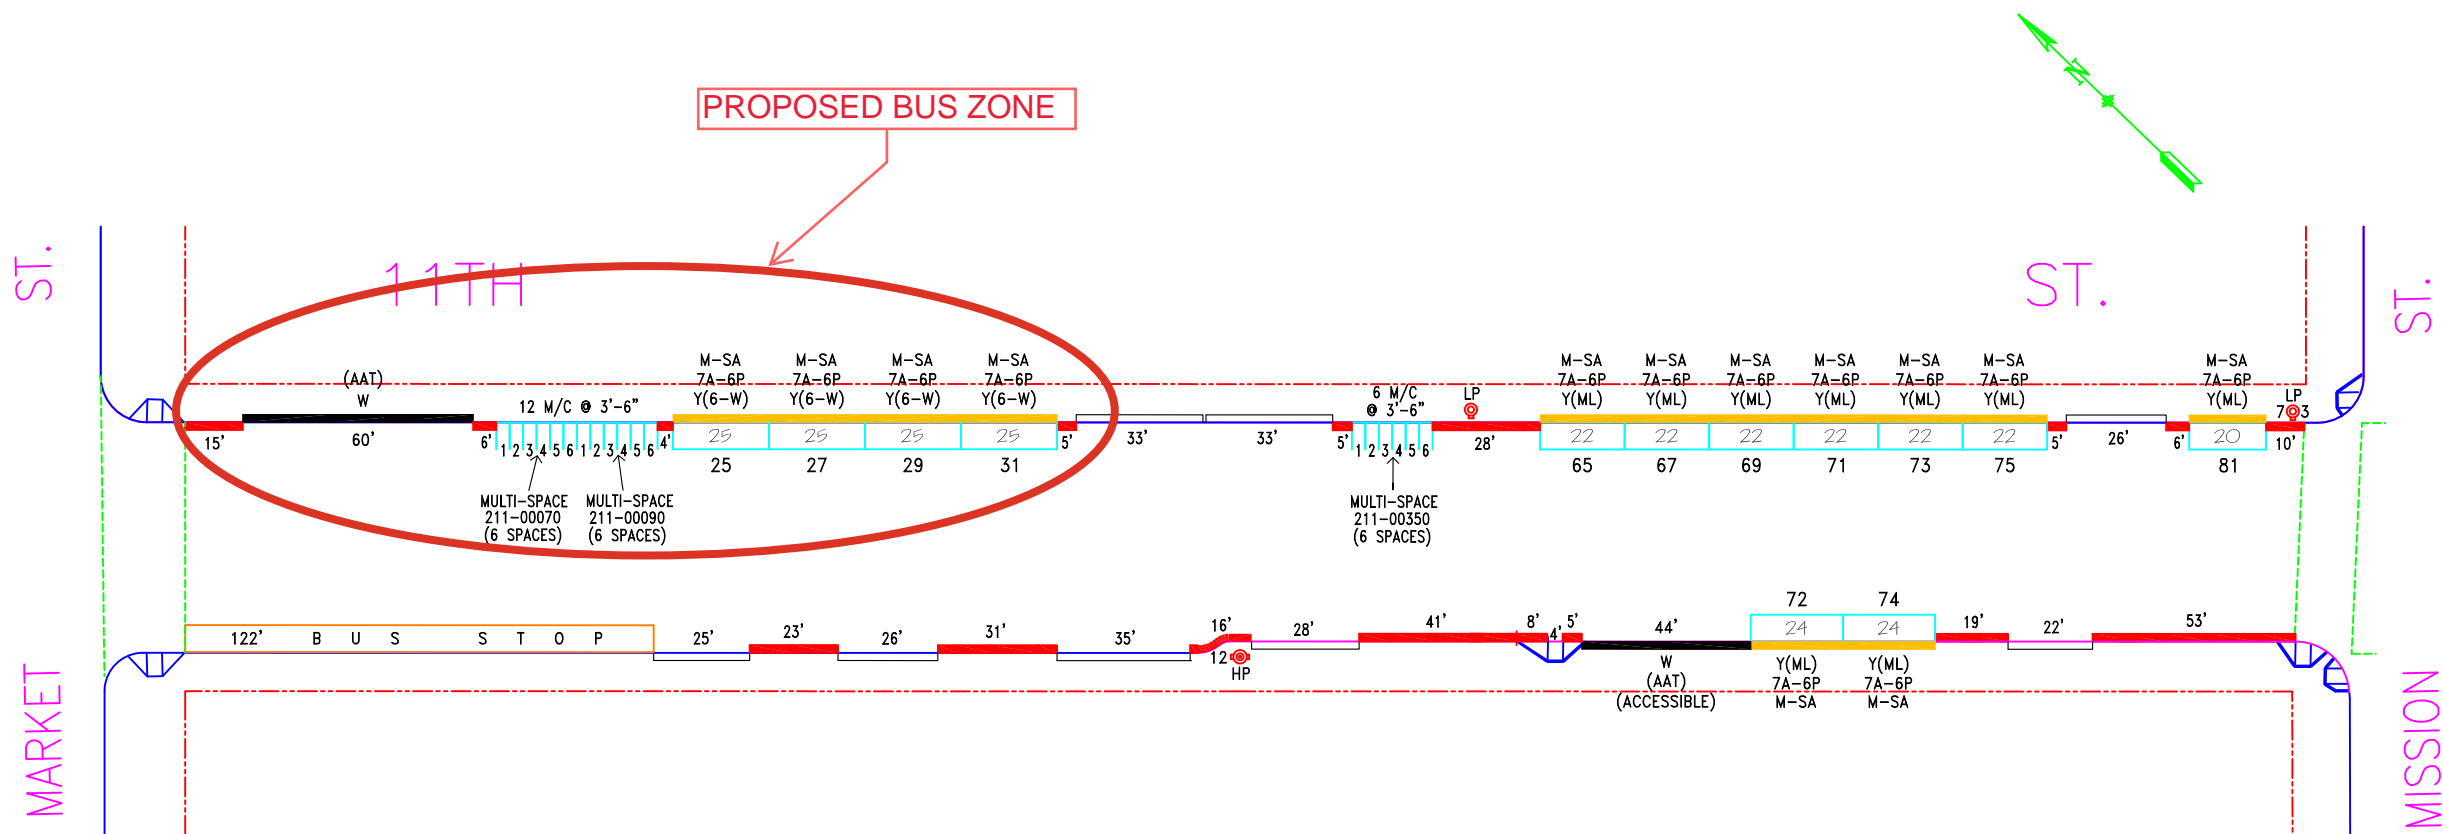 PROPOSED BUS ZONE
N
ST.
11TH
ST.
ST.
M-SA M-SA M-SA M-SA
7A-6P 7A-6P 7A-6P 7A-6P
Y(6-W) Y(6-W) Y(6-W) Y(6-W)
(AAT)
W
12 M/C @ 3'-6"
6 M/C
@ 3'-6"
LP
M-SA M-SA M-SA M-SA M-SA M-SA
7A-6P 7A-6P 7A-6P 7A-6P 7A-6P 7A-6P
Y(ML) Y(ML) Y(ML) Y(ML) Y(ML) Y(ML)
M-SA
7A-6P
Y(ML)
LP
7 3
15' 60' 6' 1 2 3 4 5 6 1 2 3 4 5 6 4' 25 25 25 25 5' 33' 33' 5' 1 2 3 4 5 6 28' 22 22 22 22 22 22 5' 26' 6' 20 10'
25 27 29 31
65 67 69 71 73 75 81
MULTI-SPACE
211-00070
(6 SPACES)
MULTI-SPACE
211-00090
(6 SPACES)
MULTI-SPACE
211-00350
(6 SPACES)
72 74
122' BUS STOP 25' 23' 26' 31' 35' 16' 28' 41' 8' 4' 5' 44' 24 24 19' 22' 53'
12
HP
W
(AAT)
(ACCESSIBLE)
Y(ML) Y(ML)
7A-6P 7A-6P
M-SA M-SA
MARKET
MISSION